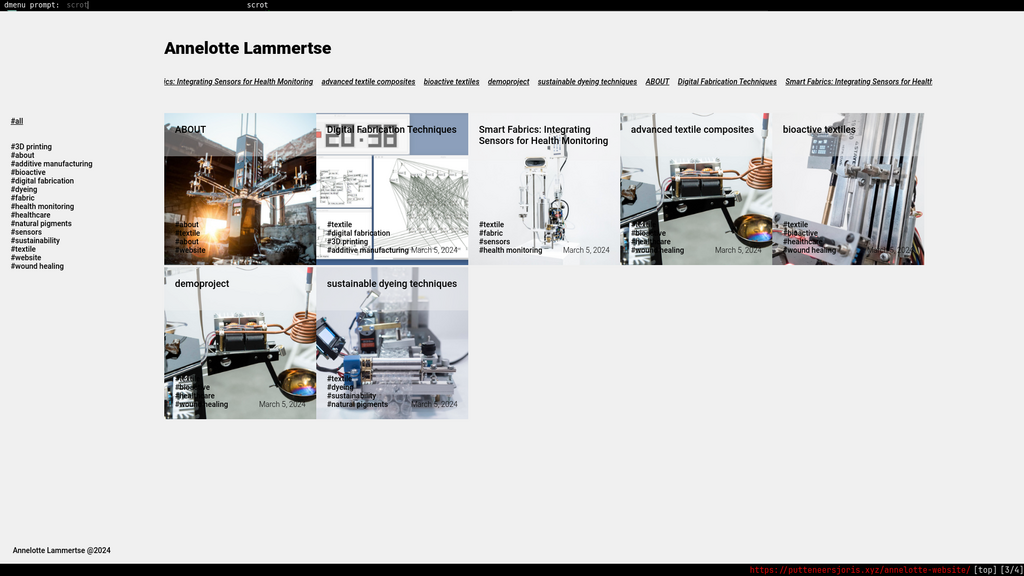 dmenu prompt: scrot scrot
Annelotte Lammertse
ics: Integrating Sensors for Health Monitoring advanced textile composites bioactive textiles demoproject sustainable dyeing techniques ABOUT Digital Fabrication Techniques Smart Fabrics: Integrating Sensors for Healt
#all
#3D printing
#about
#additive manufacturing
#bioactive
#digital fabrication
#dyeing
#fabric
#health monitoring
#healthcare
#natural pigments
#sensors
#sustainability
#textile
#website
#wound healing
ABOUT
#about
#textile
#about
#website
Digital Fabrication Techniques
20:38
#textile
#digital fabrication
#3D printing
#additive manufacturing
March 5, 2024
Smart Fabrics: Integrating
Sensors for Health Monitoring
#textile
#fabric
#sensors
#health monitoring
March 5, 2024
advanced textile composites
#textile
#bioactive
#healthcare
#wound healing
March 5, 2024
bioactive textiles
#textile
#bioactive
#healthcare
#wound healing
March 5, 2024
demoproject
#textile
#bioactive
#healthcare
#wound healing
March 5, 2024
sustainable dyeing techniques
#textile
#dyeing
#sustainability
#natural pigments
March 5, 2024
Annelotte Lammertse @2024
https://putteneersjoris.xyz/annelotte-website/ [top] [3/4]